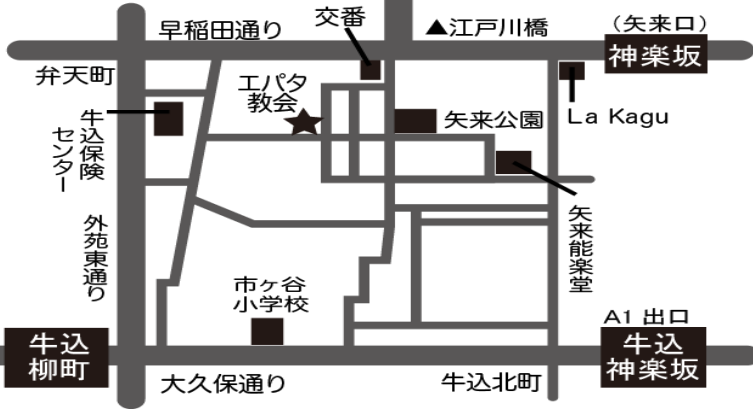 早稲田通り
交番
▲江戸川橋
(矢来口)
神楽坂
弁天町
エパタ
教会
牛込保険
センター
矢来公園
La Kagu
外苑東通り
矢来能楽堂
市ヶ谷
小学校
A1 出口
牛込
柳町
牛込
神楽坂
大久保通り
牛込北町